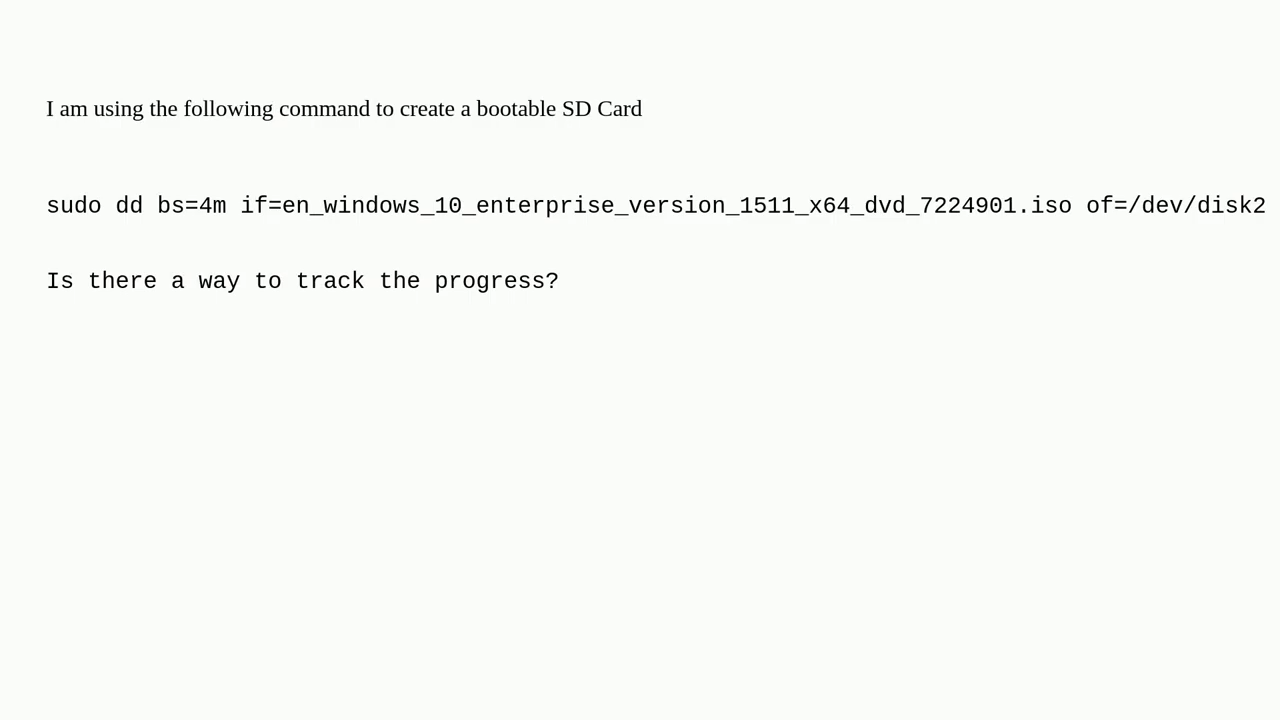 I am using the following command to create a bootable SD Card
sudo dd bs=4m if=en_windows_10_enterprise_version_1511_x64_dvd_7224901.iso of=/dev/disk2
Is there a way to track the progress?